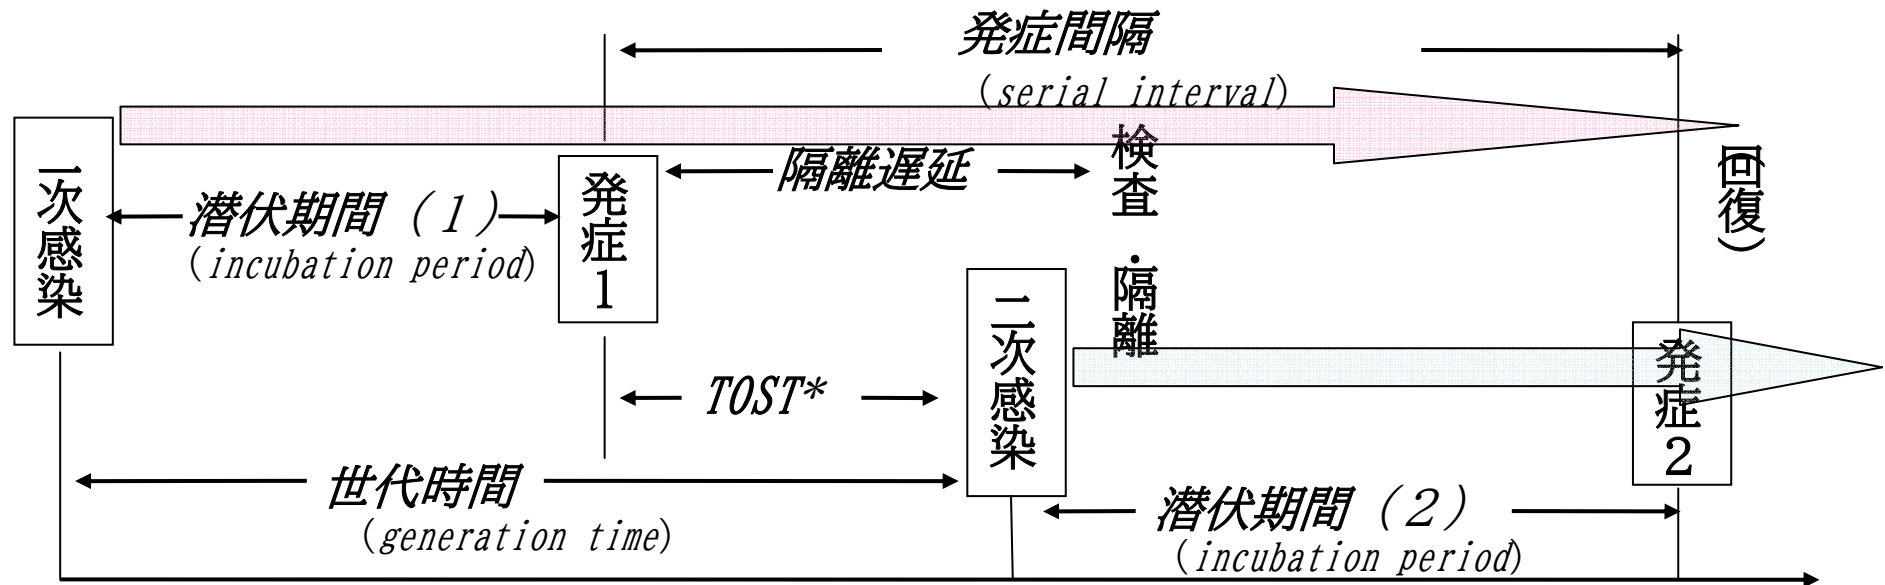 発症間隔
(serial interval)
一次感染
潜伏期間(1)
(incubation period)
発症1
隔離遅延
検査・隔離
回復)
TOST*
二次感染
発症2
世代時間
(generation time)
潜伏期間(2)
(incubation period)